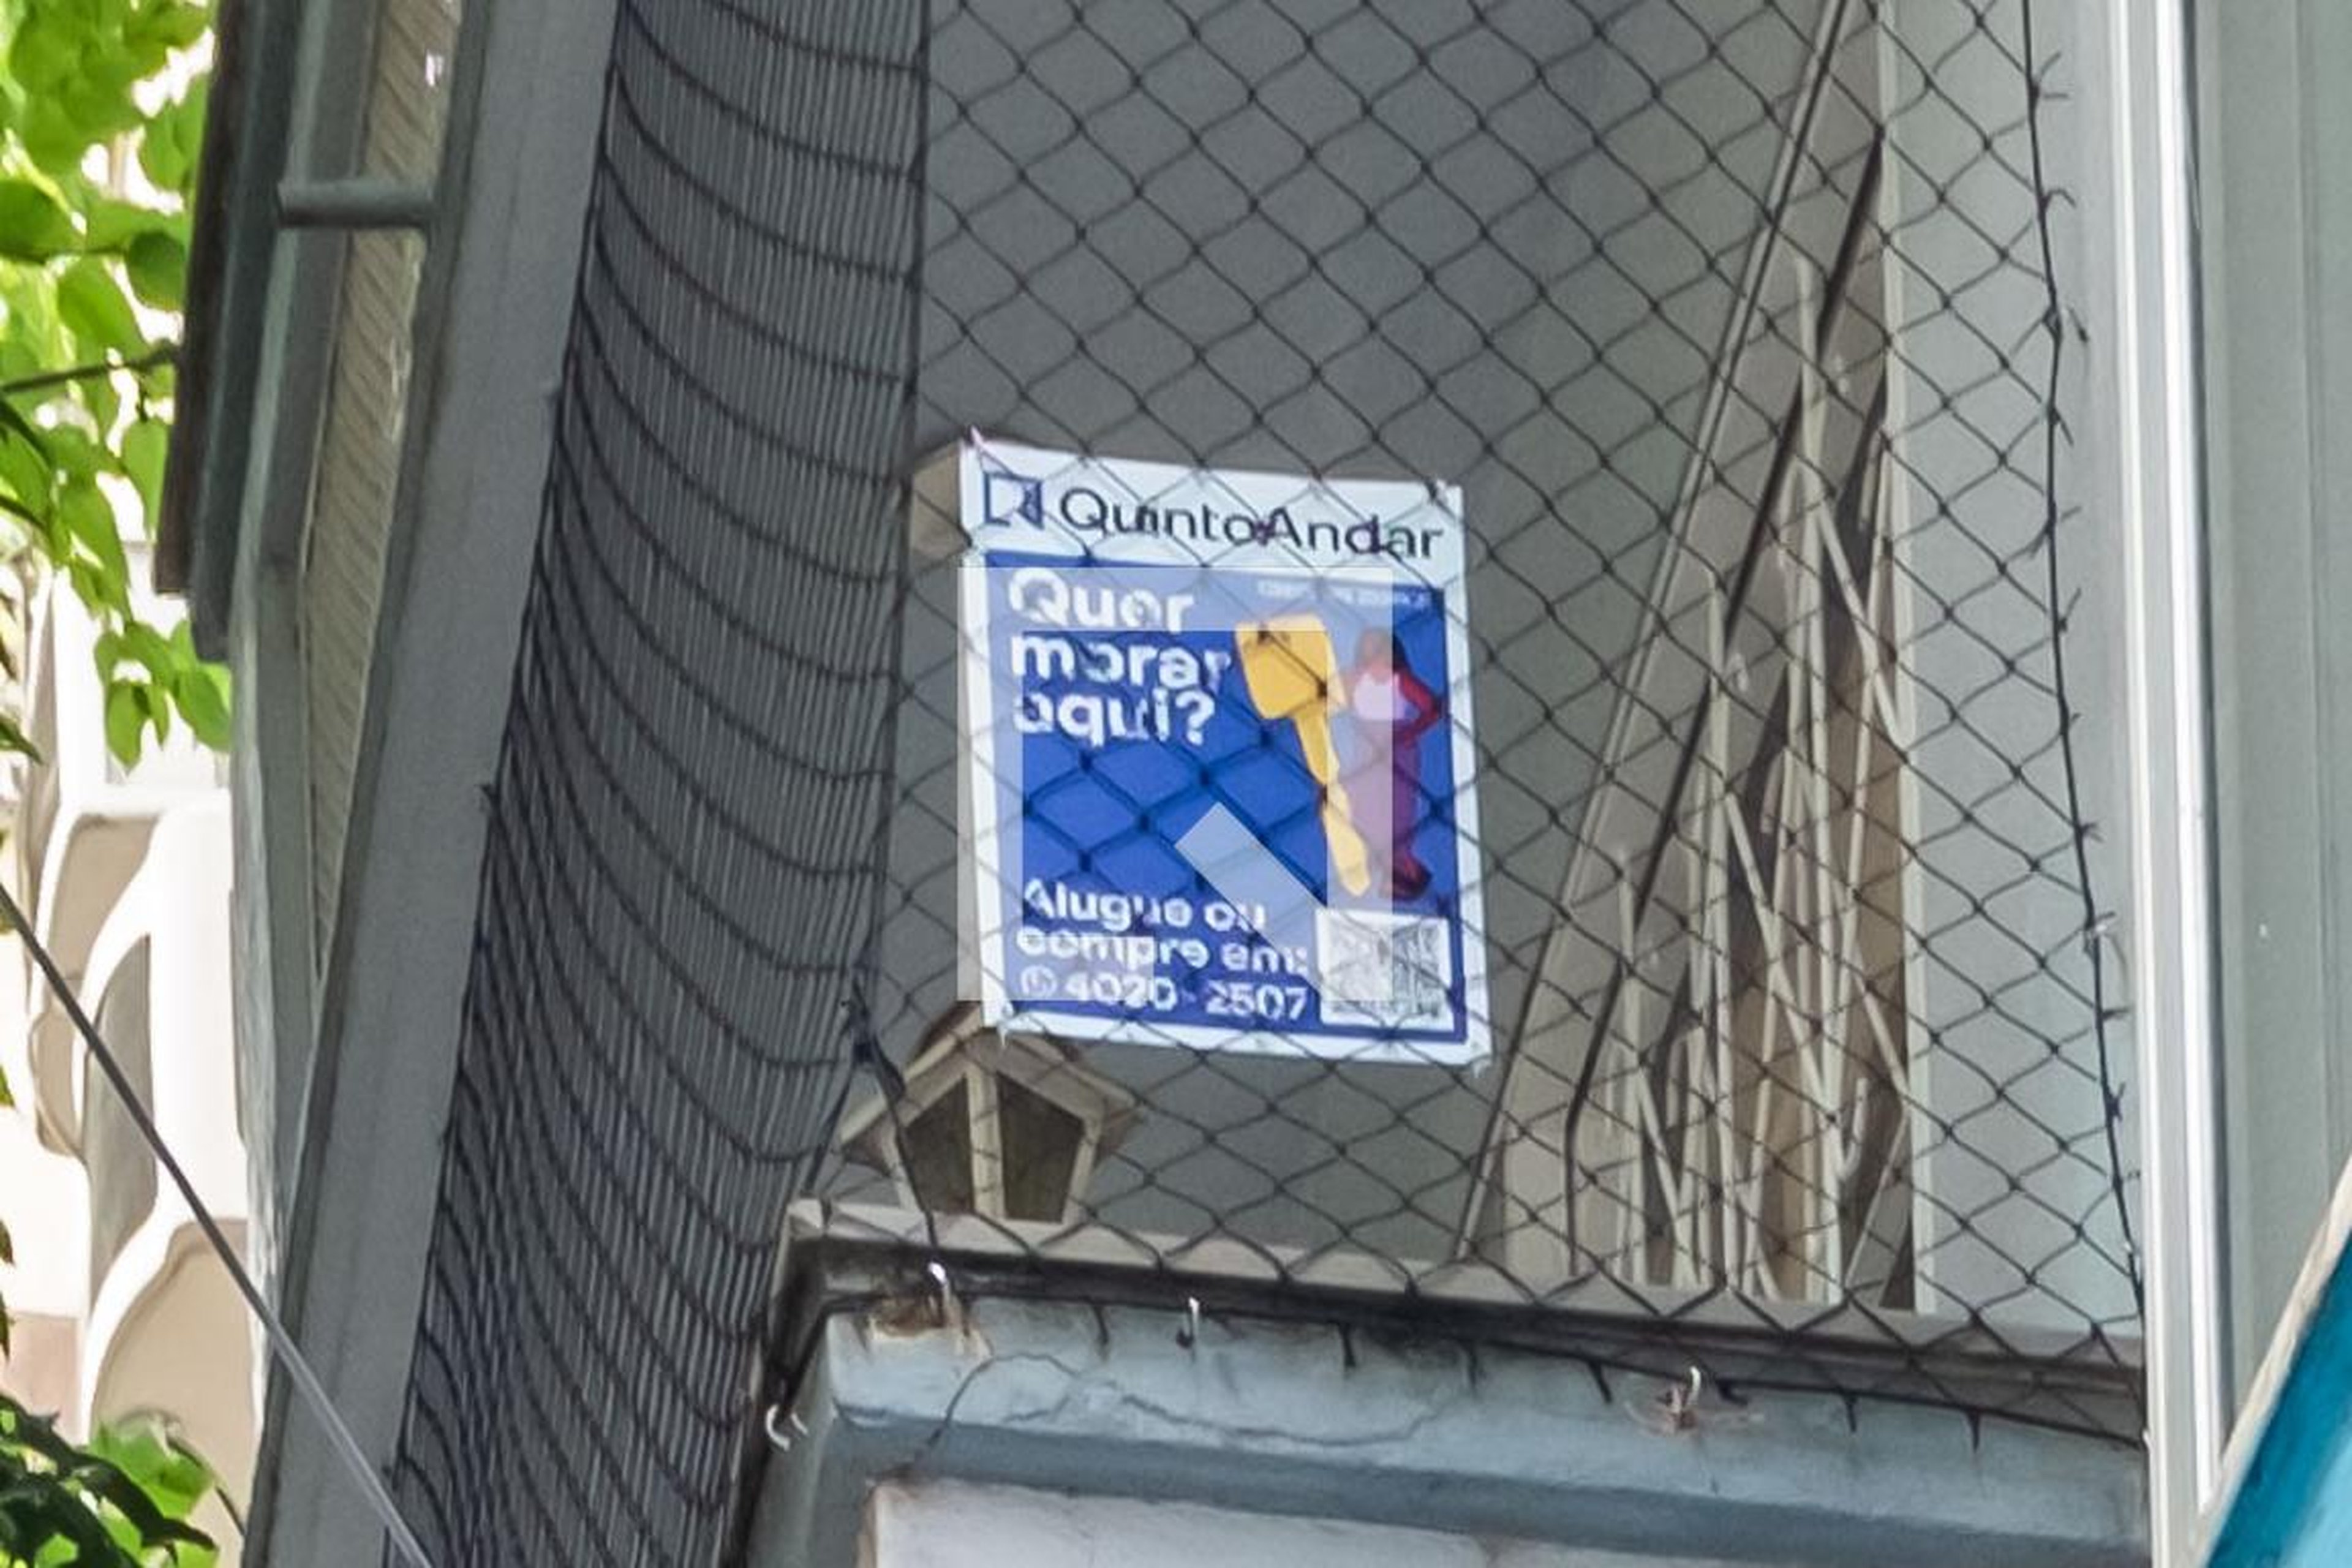 QuintoAndar
Quer
morar
aqui?
Alugue ou
compre em:
4020-2507